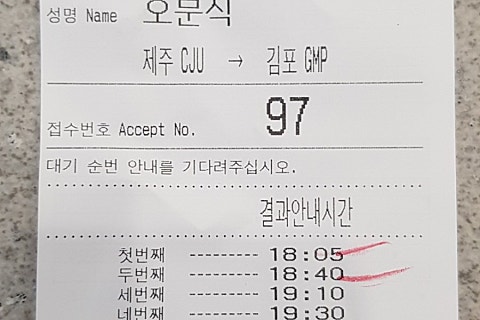 성명 Name 오문식
제주 CJU → 김포 GMP
접수번호 Accept No. 97
대기 순번 안내를 기다려주십시오.
결과안내시간
첫번째 --------- 18:05
두번째 --------- 18:40
세번째 --------- 19:10
네번째 --------- 19:30